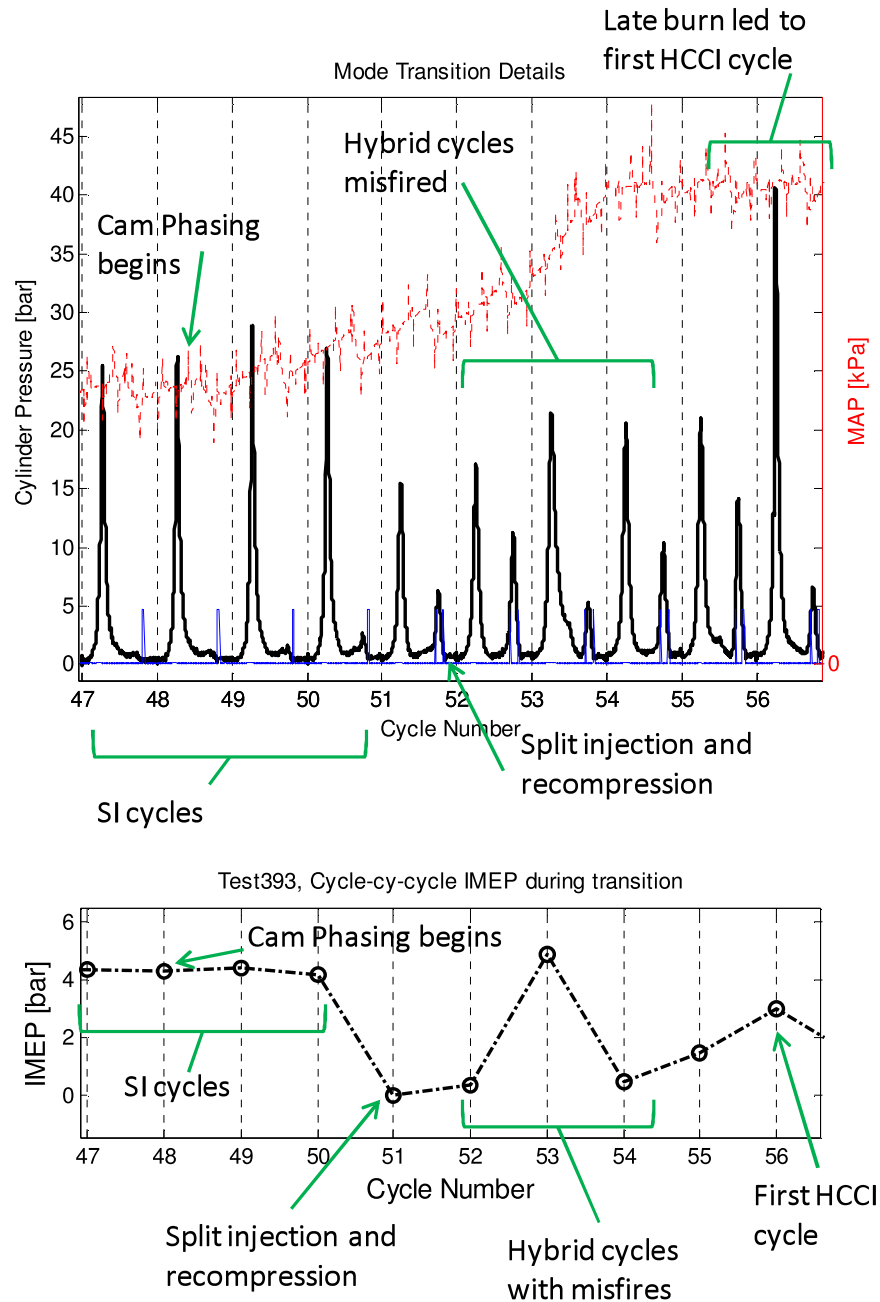 Late burn led to
first HCCI cycle
Mode Transition Details
Hybrid cycles
misfired
Cam Phasing
begins
Cylinder Pressure [bar]
45
40
35
30
25
20
15
10
5
0
MAP [kPa]
0
47 48 49 50 51 52 53 54 55 56
Cycle Number
Split injection and
recompression
SI cycles
Test393, Cycle-cy-cycle IMEP during transition
Cam Phasing begins
IMEP [bar]
6
4
2
0
SI cycles
47 48 49 50 51 52 53 54 55 56
Cycle Number
First HCCI
cycle
Split injection and
recompression
Hybrid cycles
with misfires